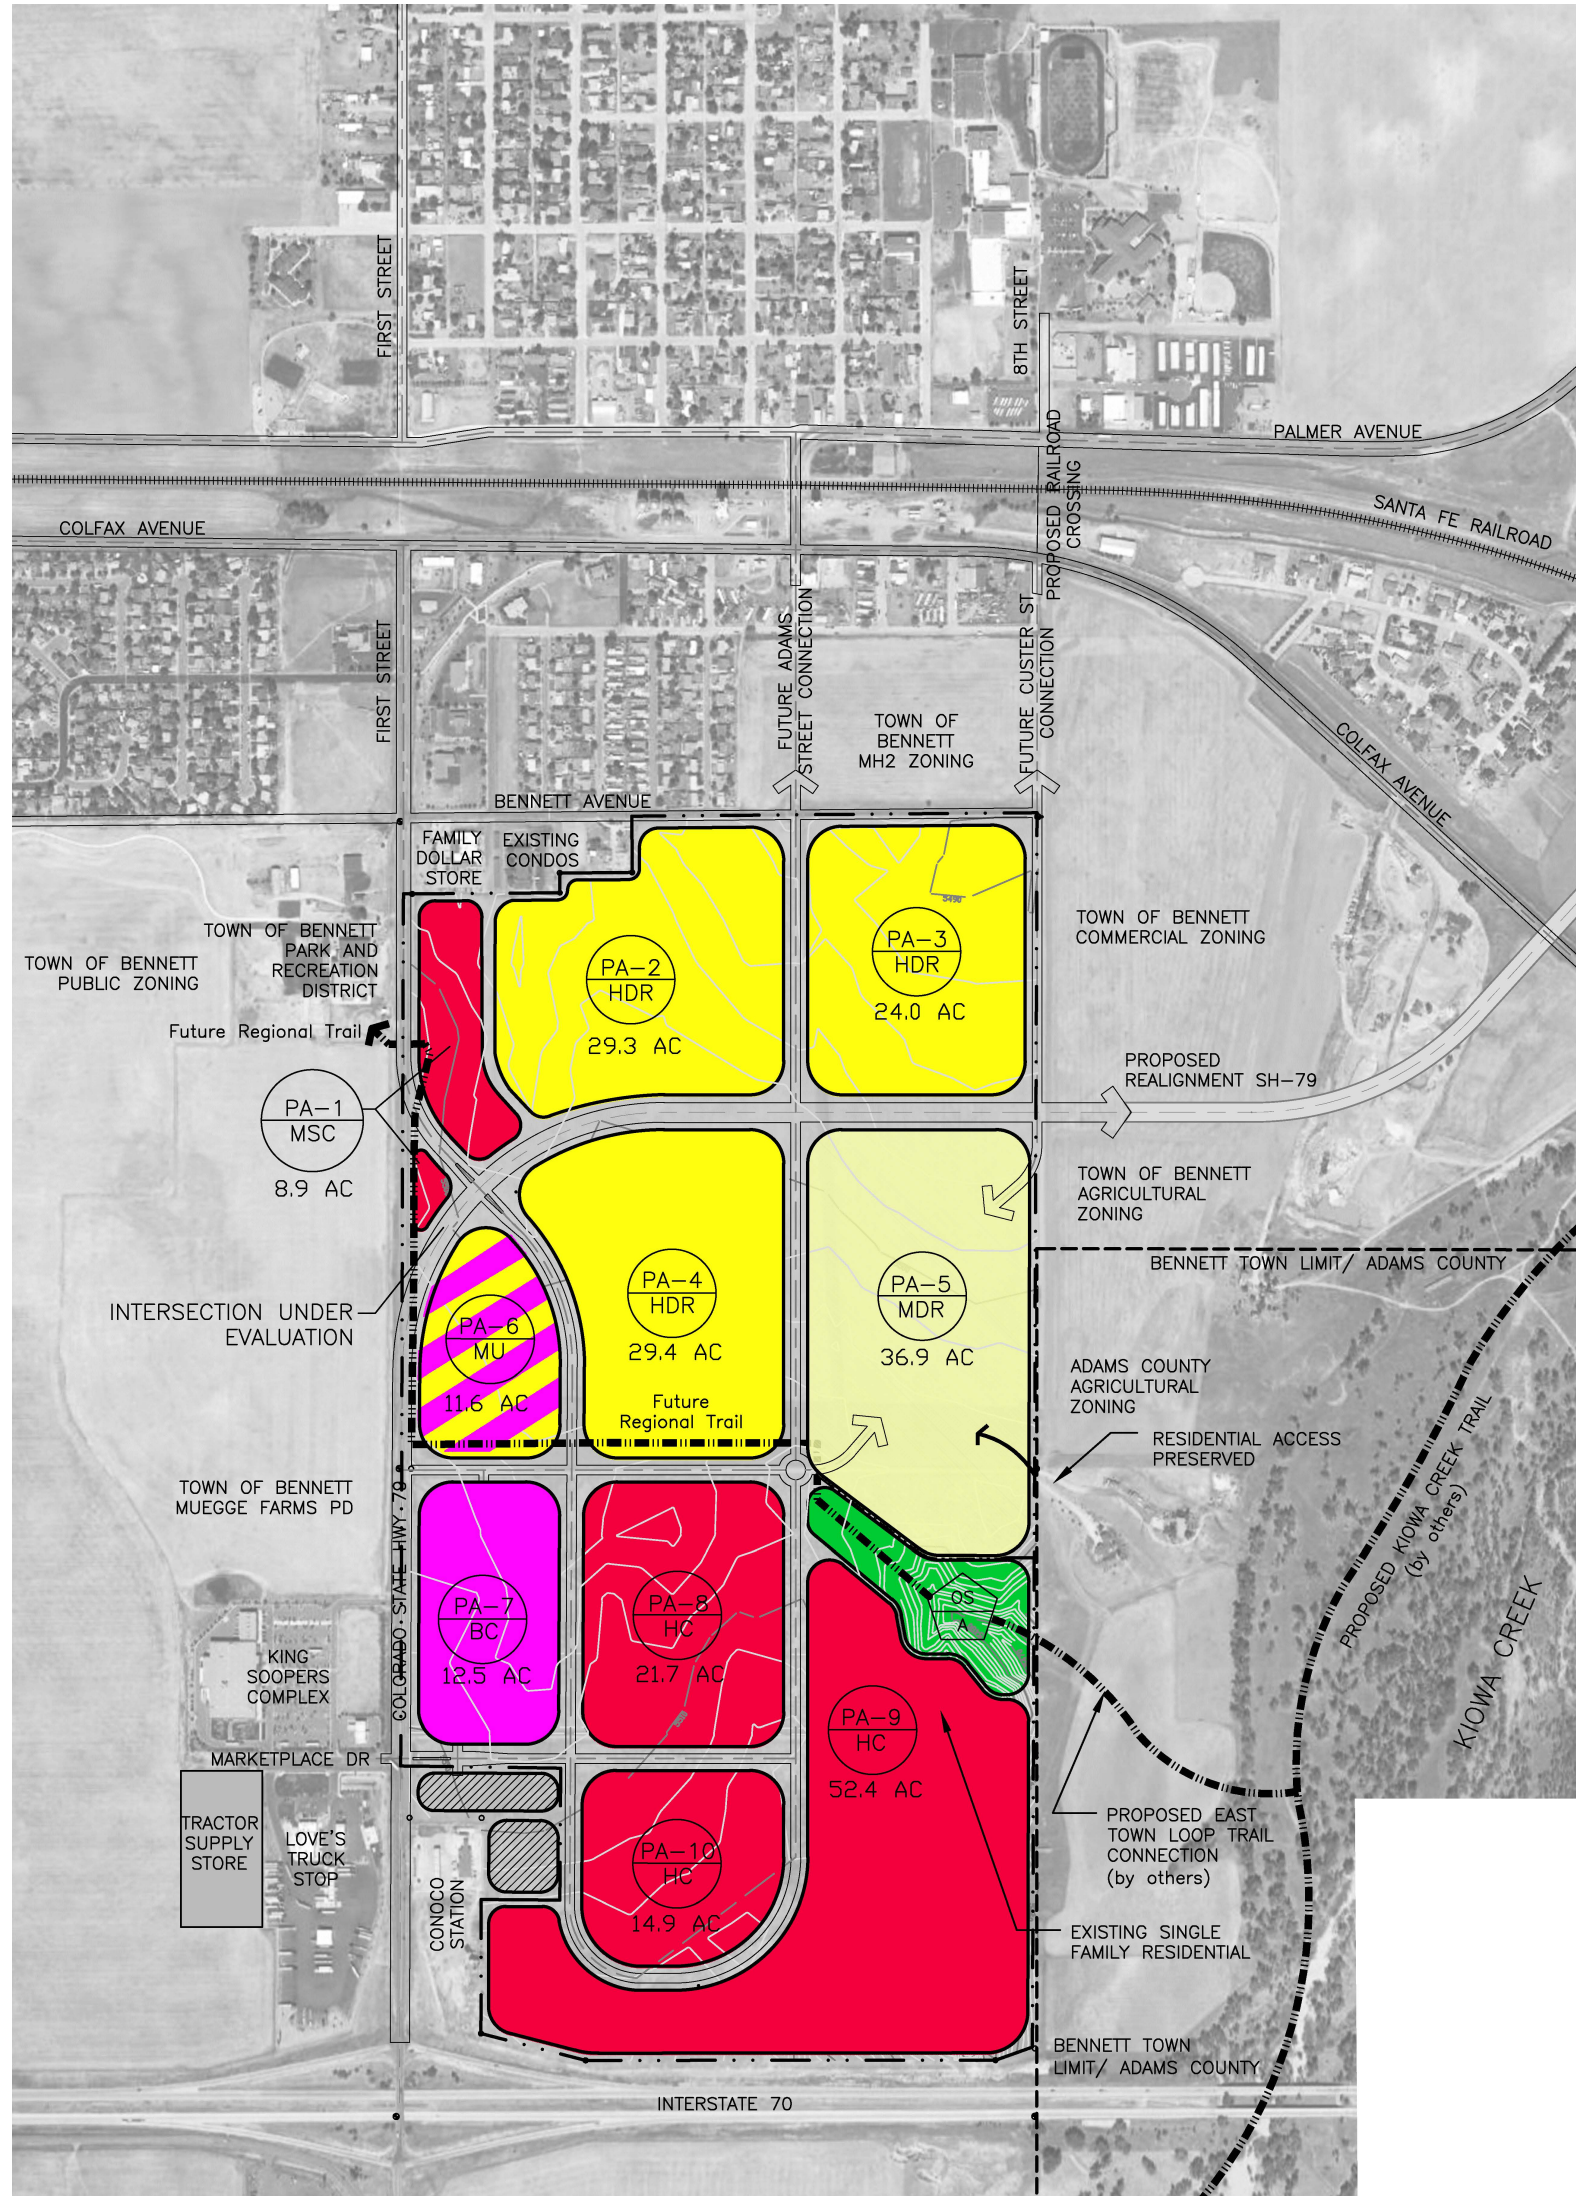 FIRST STREET
8TH STREET
PALMER AVENUE
PROPOSED RAILROAD
CROSSING
SANTA FE RAILROAD
COLFAX AVENUE
FIRST STREET
FUTURE ADAMS
STREET CONNECTION
FUTURE CUSTER ST
CONNECTION
TOWN OF
BENNETT
MH2 ZONING
COLFAX AVENUE
BENNETT AVENUE
FAMILY
DOLLAR
STORE
EXISTING
CONDOS
5490
TOWN OF BENNETT
PARK AND
RECREATION
DISTRICT
TOWN OF BENNETT
PUBLIC ZONING
Future Regional Trail
PA-1
MSC
8.9 AC
PA-2
HDR
29.3 AC
PA-3
HDR
24.0 AC
TOWN OF BENNETT
COMMERCIAL ZONING
PROPOSED
REALIGNMENT SH-79
TOWN OF BENNETT
AGRICULTURAL
ZONING
BENNETT TOWN LIMIT/ ADAMS COUNTY
INTERSECTION UNDER
EVALUATION
PA-6
MU
11.6 AC
PA-4
HDR
29.4 AC
Future
Regional Trail
PA-5
MDR
36.9 AC
ADAMS COUNTY
AGRICULTURAL
ZONING
RESIDENTIAL ACCESS
PRESERVED
PROPOSED KIOWA CREEK TRAIL
(by others)
KIOWA CREEK
TOWN OF BENNETT
MUEGGE FARMS PD
COLORADO STATE HWY 79
PA-7
BC
12.5 AC
PA-8
HC
21.7 AC
5510
OS
A
PA-9
HC
52.4 AC
KING
SOOPERS
COMPLEX
MARKETPLACE DR
TRACTOR
SUPPLY
STORE
LOVE'S
TRUCK
STOP
CONOCO
STATION
PA-10
HC
14.9 AC
PROPOSED EAST
TOWN LOOP TRAIL
CONNECTION
(by others)
EXISTING SINGLE
FAMILY RESIDENTIAL
BENNETT TOWN
LIMIT/ ADAMS COUNTY
INTERSTATE 70